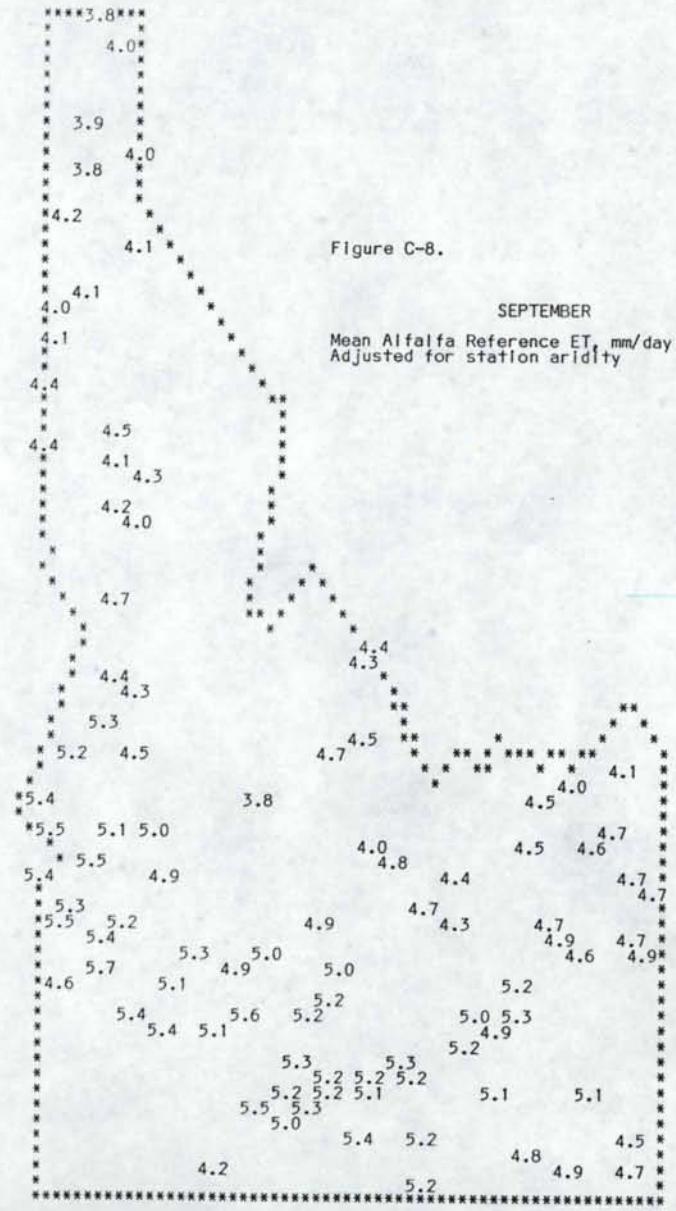 3.8
4.0
3.9
4.0
3.8
4.2
4.1
Figure C-8.
4.1
4.0
SEPTEMBER
4.1
Mean Alfalfa Reference ET, mm/day
Adjusted for station aridity
4.4
4.5
4.4
4.1
4.3
4.2
4.0
4.7
4.4
4.3
4.4
4.3
5.3
4.5
5.2 4.5 4.7
4.1
4.0
5.4 3.8 4.5
5.5 5.1 5.0 4.7
4.0 4.5 4.6
5.5 4.8
5.4 4.9 4.4 4.7
4.7
5.3 4.7
5.5 5.2 4.9 4.3 4.7
5.4 4.9 4.7
5.3 5.0 4.6 4.9
5.7 4.9 5.0
4.6 5.1 5.2
5.2
5.4 5.6 5.2 5.0 5.3
5.4 5.1 4.9
5.2
5.3 5.3
5.2 5.2 5.2
5.2 5.2 5.1 5.1 5.1
5.5 5.3
5.0
5.4 5.2 4.5
4.8
4.2 4.9 4.7
5.2